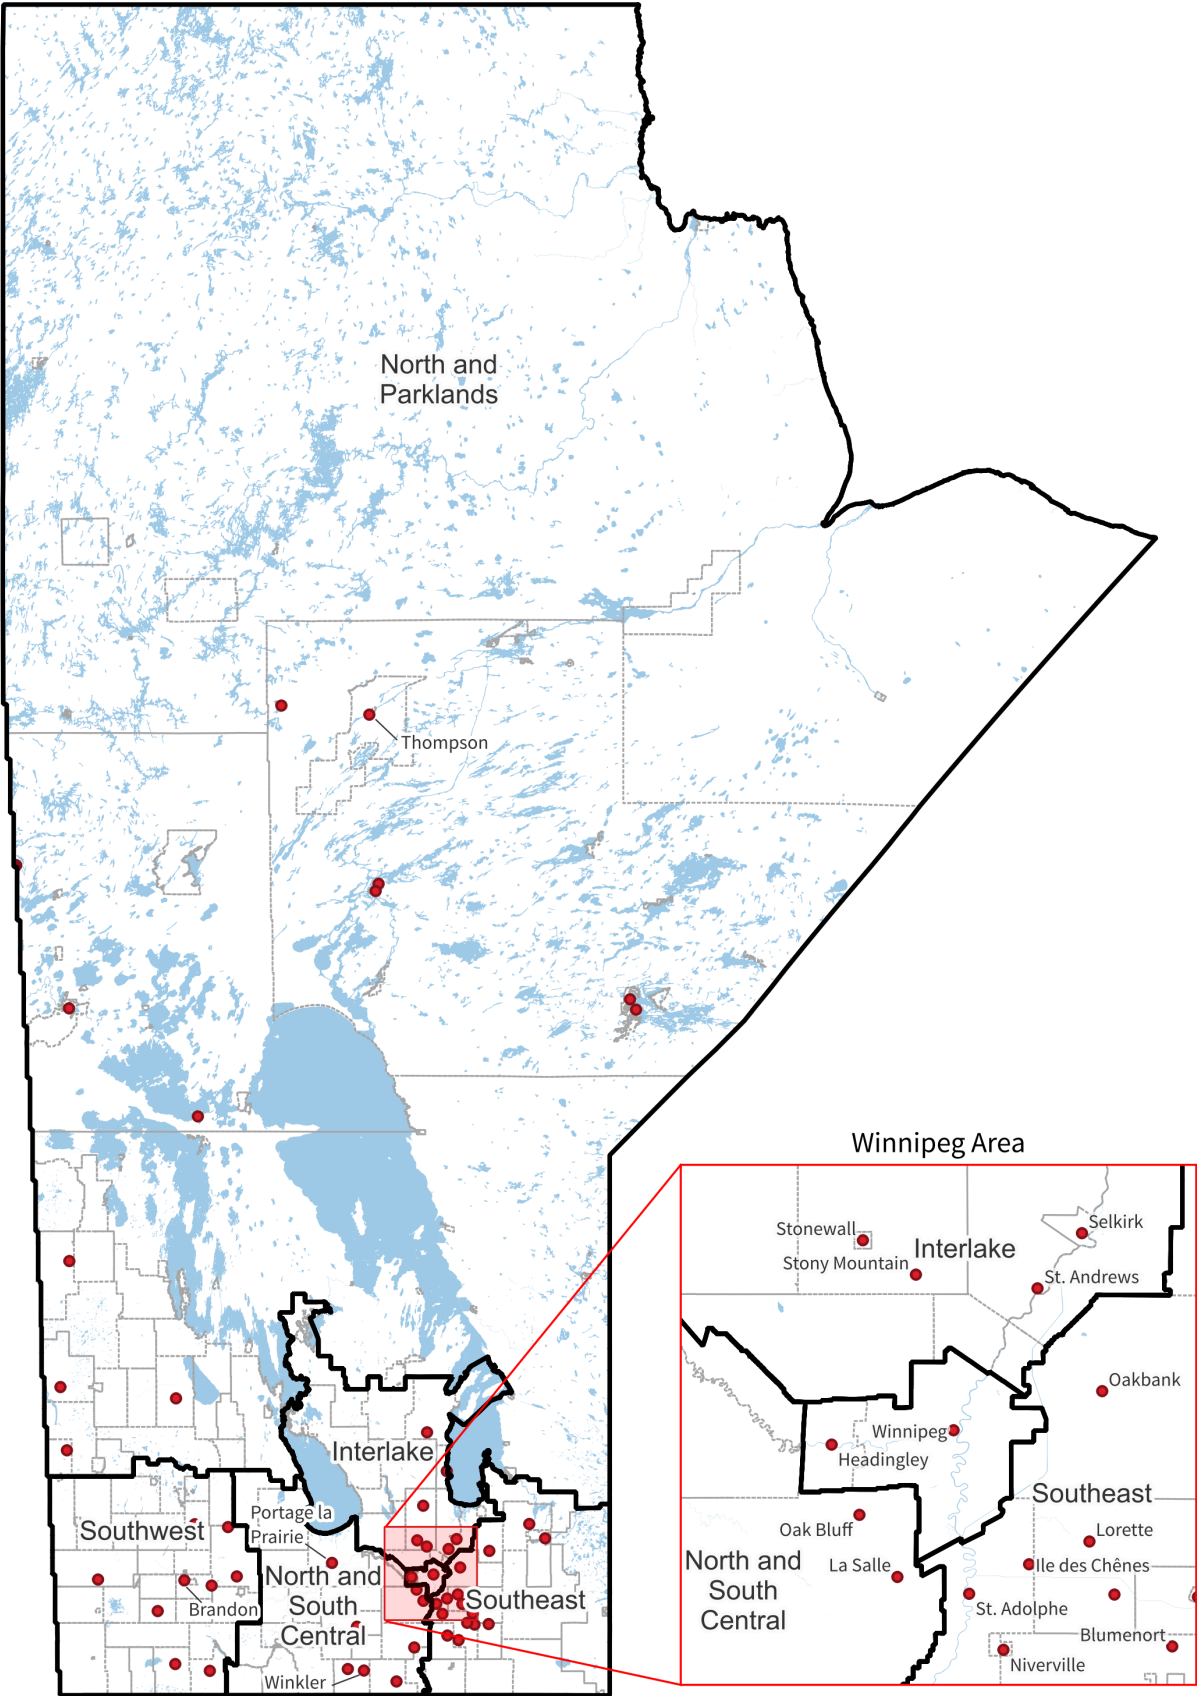 North and
Parklands
Thompson
Winnipeg Area
Stonewall
Selkirk
Interlake
Stony Mountain
St. Andrews
Oakbank
Winnipeg
Headingley
Southeast
Oak Bluff
Lorette
North and
South
Central
La Salle
Ile des Chênes
St. Adolphe
Blumenort
Niverville
Interlake
Portage la
Prairie
Southwest
North and
South
Central
Southeast
Brandon
Winkler